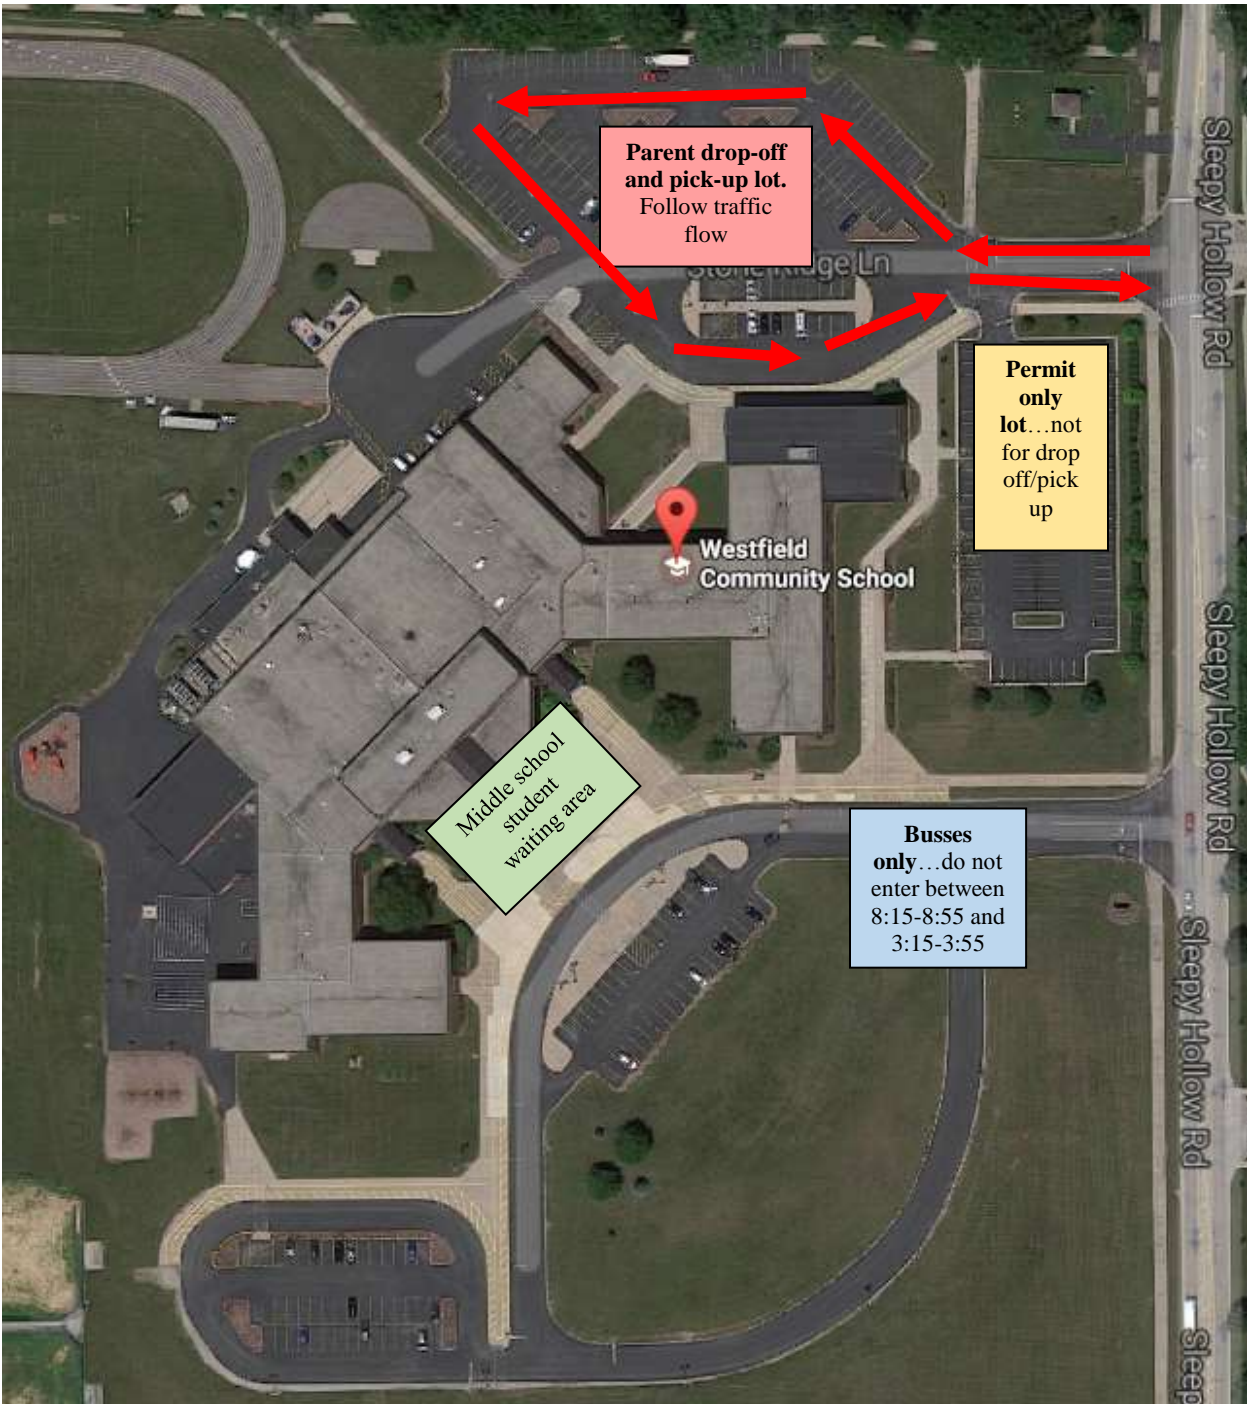 Parent drop-off
and pick-up lot.
Follow traffic
flow
Sleepy Hollow Rd
Stone Ridge Ln
Permit
only
lot…not
for drop
off/pick
up
Westfield
Community School
Sleepy Hollow Rd
Middle school
student
waiting area
Busses
only…do not
enter between
8:15-8:55 and
3:15-3:55
Sleepy Hollow Rd
Sleep